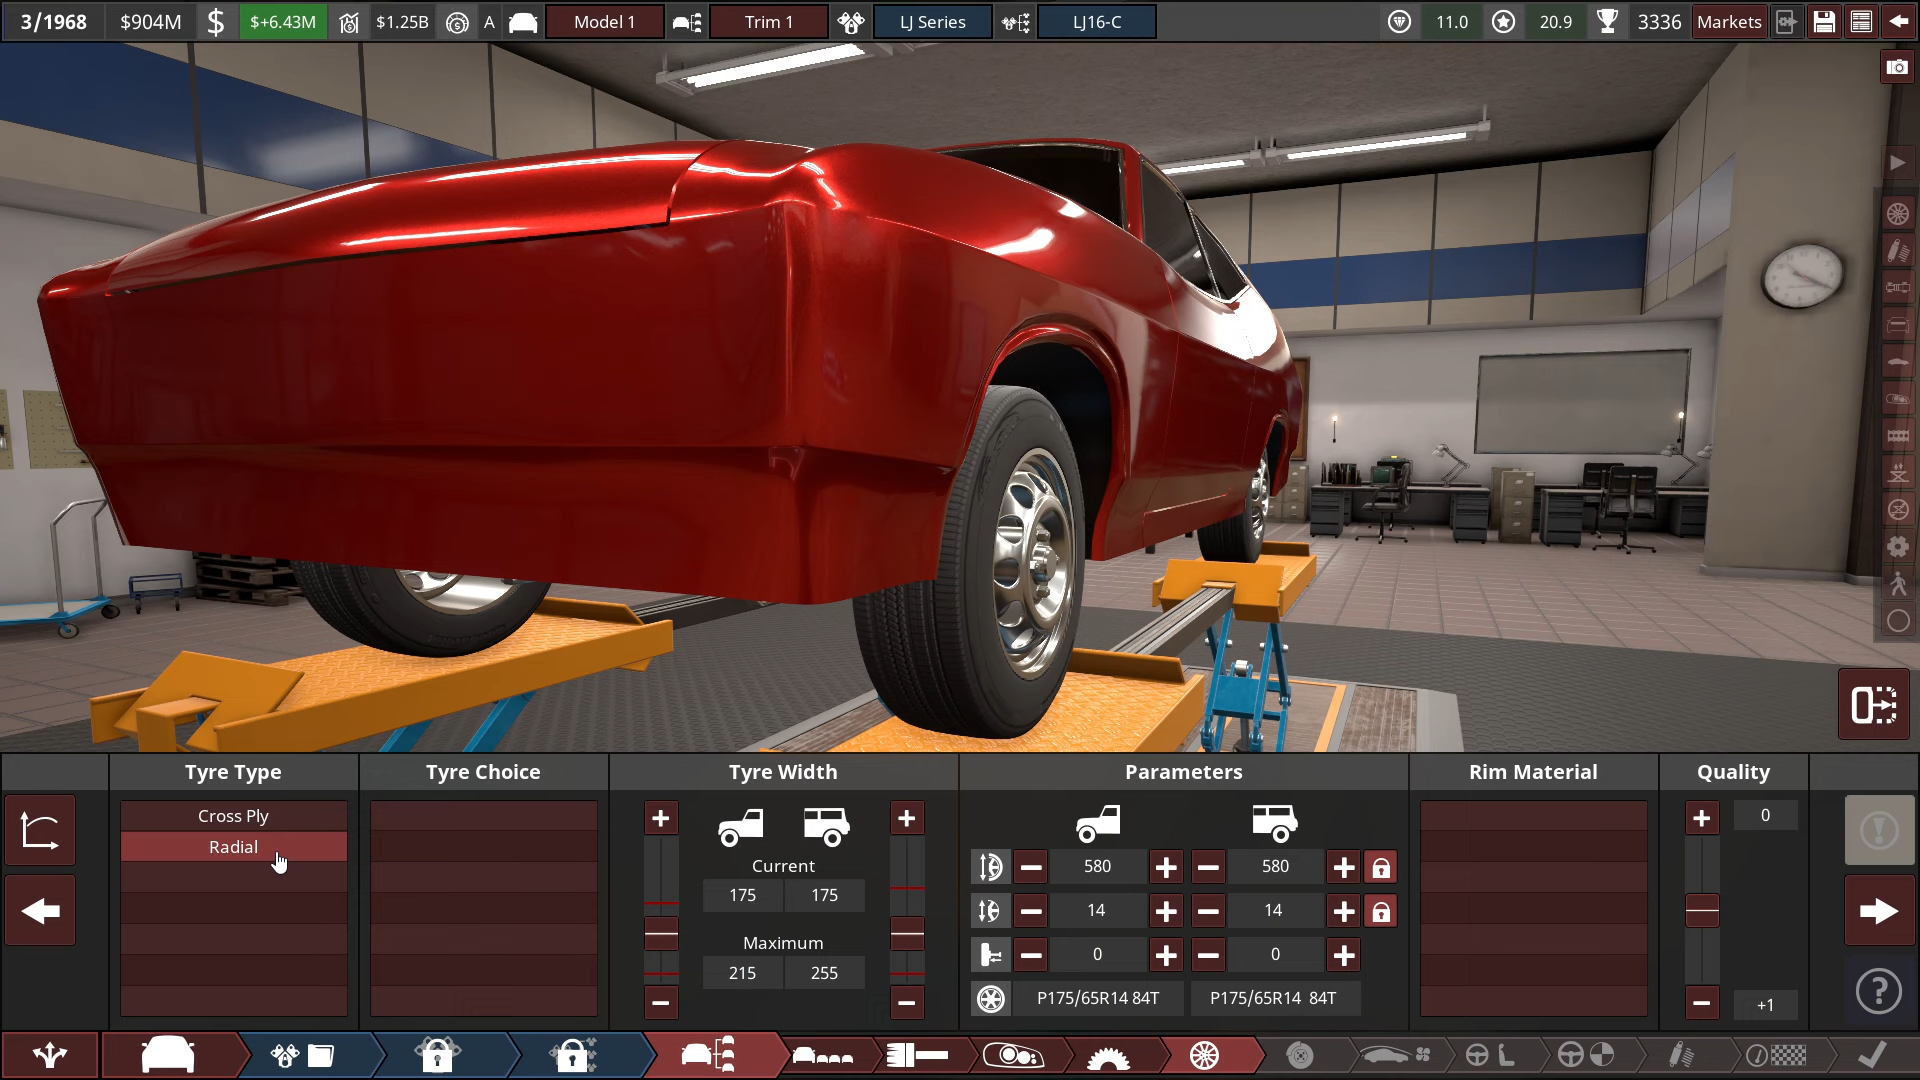 3/1968 $904M $+6.43M $1.25B A Model 1 Trim 1 LJ Series LJ16-C 11.0 20.9 3336 Markets
Tyre Type
Cross Ply
Radial
Tyre Choice
Tyre Width
Current
175 175
Maximum
215 255
Parameters
580 580
14 14
0 0
P175/65R14 84T P175/65R14 84T
Rim Material
Quality
0
+1